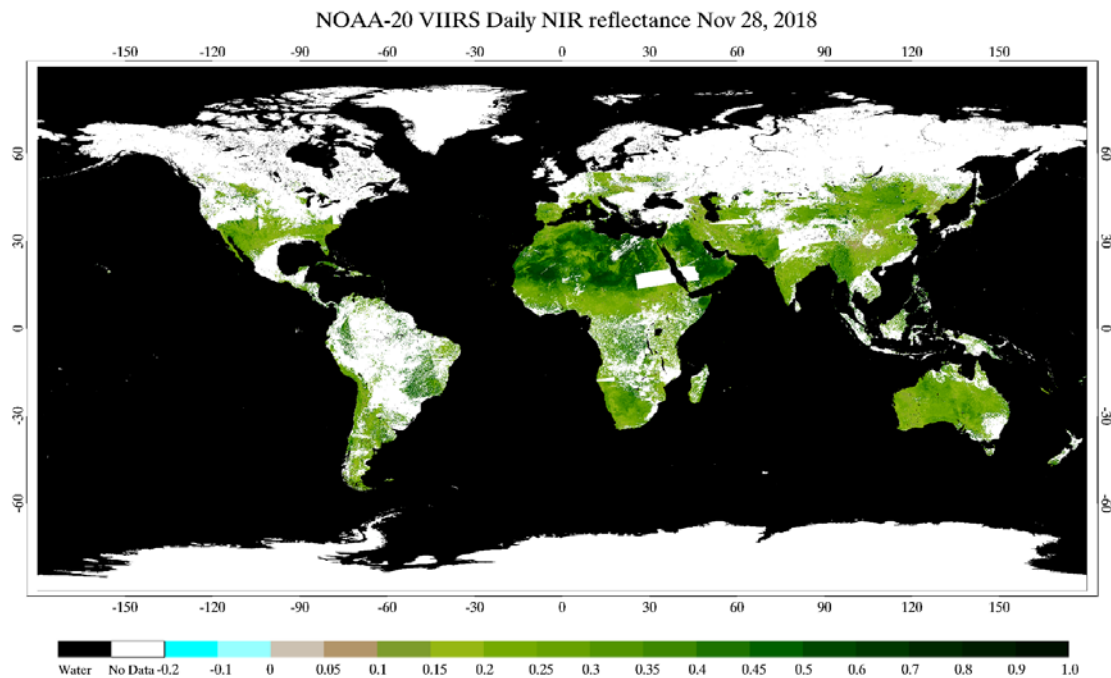 NOAA-20 VIIRS Daily NIR reflectance Nov 28, 2018
-150 -120 -90 -60 -30 0 30 60 90 120 150
60 60
30 30
0 0
-30 -30
-60 -60
-150 -120 -90 -60 -30 0 30 60 90 120 150
Water No Data -0.2 -0.1 0 0.05 0.1 0.15 0.2 0.25 0.3 0.35 0.4 0.45 0.5 0.6 0.7 0.8 0.9 1.0